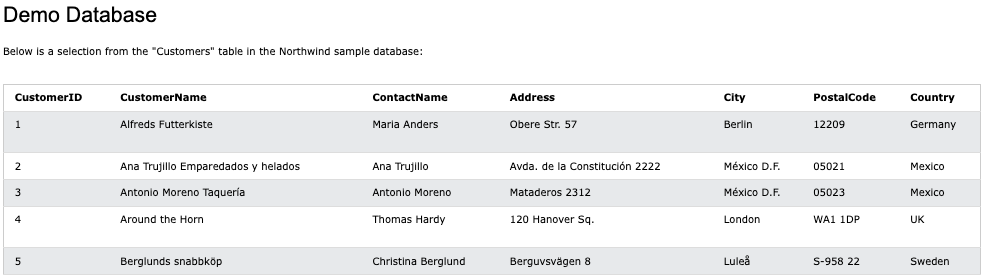 Demo Database
Below is a selection from the "Customers" table in the Northwind sample database:
CustomerID CustomerName ContactName Address City PostalCode Country
1 Alfreds Futterkiste Maria Anders Obere Str. 57 Berlin 12209 Germany
2 Ana Trujillo Emparedados y helados Ana Trujillo Avda. de la Constitución 2222 México D.F. 05021 Mexico
3 Antonio Moreno Taquería Antonio Moreno Mataderos 2312 México D.F. 05023 Mexico
4 Around the Horn Thomas Hardy 120 Hanover Sq. London WA1 1DP UK
5 Berglunds snabbköp Christina Berglund Berguvsvägen 8 Luleå S-958 22 Sweden